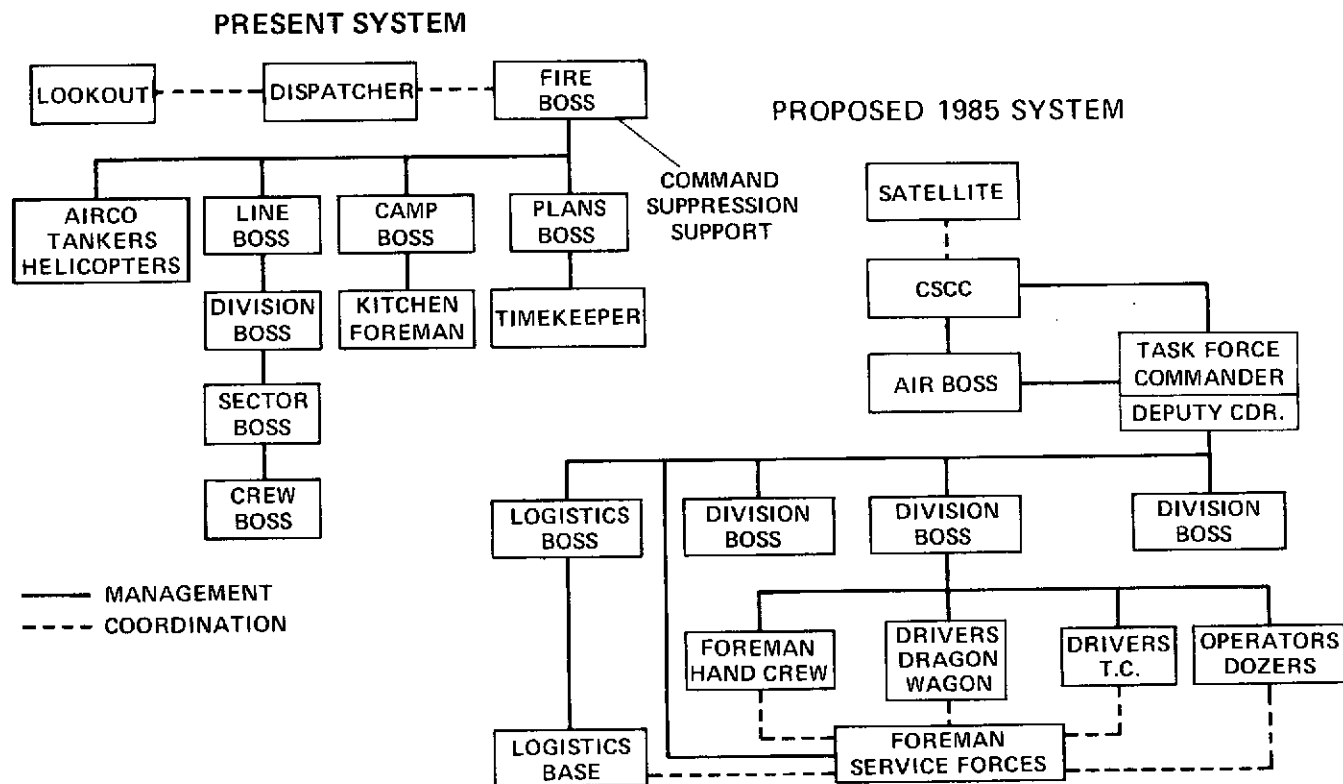 PRESENT SYSTEM
LOOKOUT
DISPATCHER
FIRE
BOSS
COMMAND
SUPPRESSION
SUPPORT
AIRCO
TANKERS
HELICOPTERS
LINE
BOSS
CAMP
BOSS
PLANS
BOSS
DIVISION
BOSS
KITCHEN
FOREMAN
TIMEKEEPER
SECTOR
BOSS
CREW
BOSS
MANAGEMENT
COORDINATION
PROPOSED 1985 SYSTEM
SATELLITE
CSCC
AIR BOSS
TASK FORCE
COMMANDER
DEPUTY CDR.
LOGISTICS
BOSS
DIVISION
BOSS
DIVISION
BOSS
DIVISION
BOSS
FOREMAN
HAND CREW
DRIVERS
DRAGON
WAGON
DRIVERS
T.C.
OPERATORS
DOZERS
LOGISTICS
BASE
FOREMAN
SERVICE FORCES